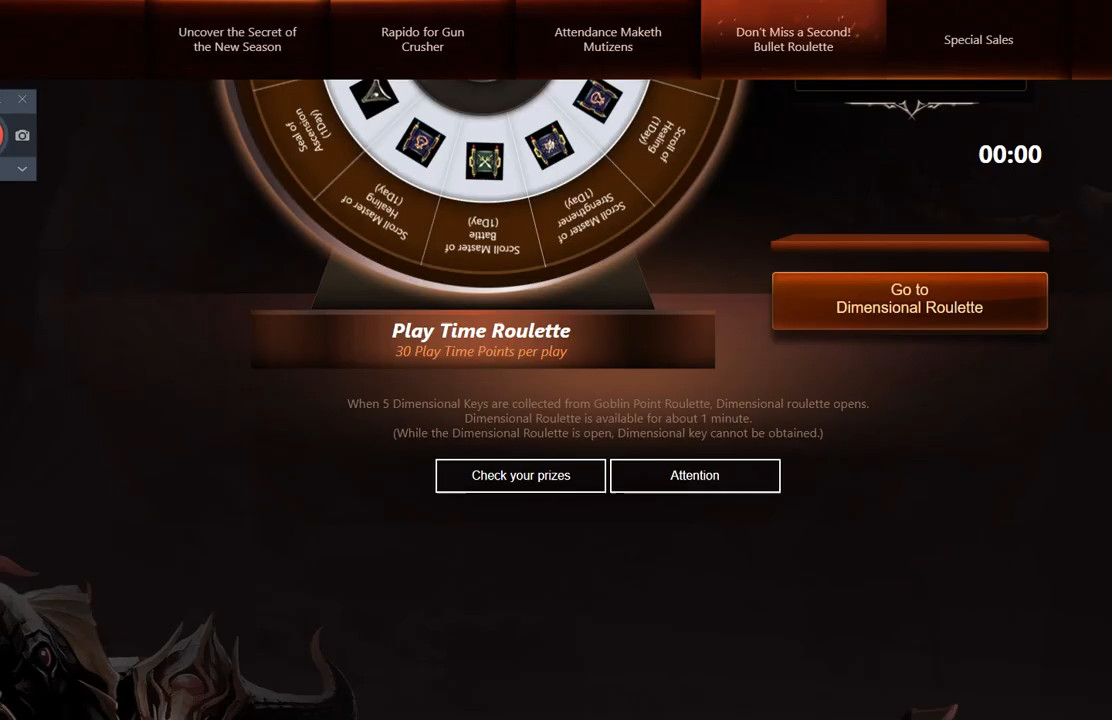 Uncover the Secret of
the New Season
Rapido for Gun
Crusher
Attendance Maketh
Mutizens
Don't Miss a Second!
Bullet Roulette
Special Sales
Seal of
Ascension
(1Day)
Scroll Master of
Healing
(1Day)
Scroll Master of
Battle
(1Day)
Scroll Master of
Strengthener
(1Day)
Scroll of
Healing
(1Day)
00:00
Go to
Dimensional Roulette
Play Time Roulette
30 Play Time Points per play
When 5 Dimensional Keys are collected from Goblin Point Roulette, Dimensional roulette opens.
Dimensional Roulette is available for about 1 minute.
(While the Dimensional Roulette is open, Dimensional key cannot be obtained.)
Check your prizes
Attention